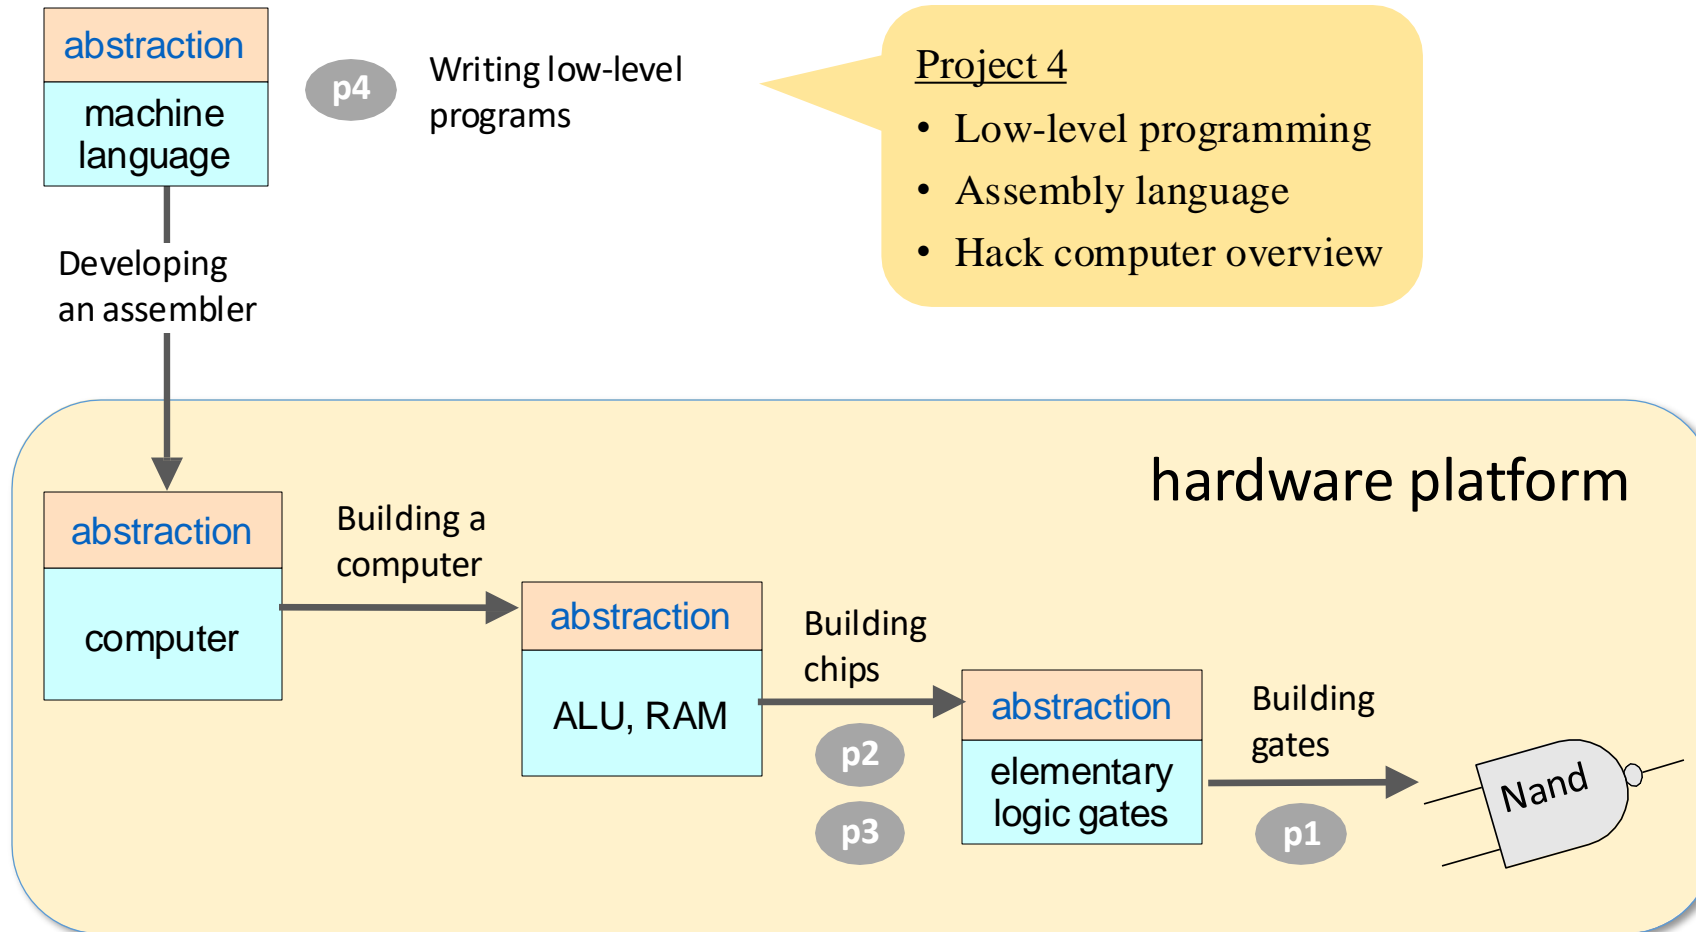 abstraction
machine
language
p4
Writing low-level
programs
Project 4
• Low-level programming
• Assembly language
• Hack computer overview
Developing
an assembler
hardware platform
abstraction
computer
Building a
computer
abstraction
ALU, RAM
Building
chips
p2
p3
abstraction
elementary
logic gates
Building
gates
p1
Nand